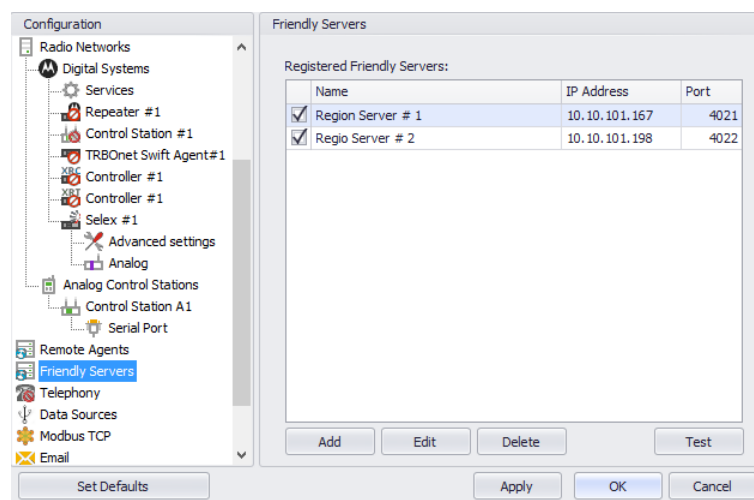 Configuration
Radio Networks
Digital Systems
Services
Repeater #1
Control Station #1
TRBOnet Swift Agent#1
XRC
Controller #1
XRT
Controller #1
Selex #1
Advanced settings
Analog
Analog Control Stations
Control Station A1
Serial Port
Remote Agents
Friendly Servers
Telephony
Data Sources
Modbus TCP
Email
Set Defaults
Friendly Servers
Registered Friendly Servers:
Name IP Address Port
Region Server # 1 10.10.101.167 4021
Regio Server # 2 10.10.101.198 4022
Add Edit Delete Test
Apply OK Cancel